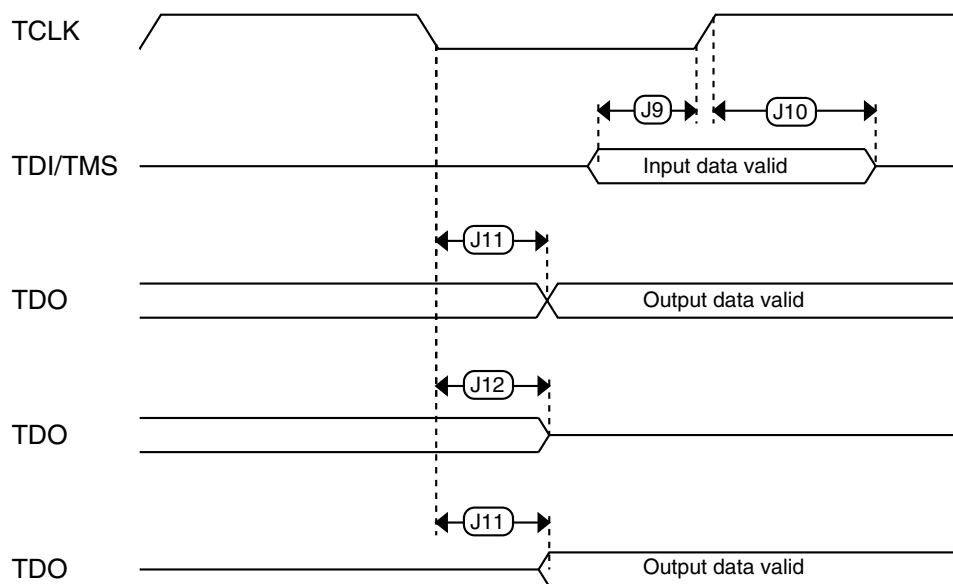 TCLK
J9
J10
TDI/TMS
Input data valid
J11
TDO
Output data valid
J12
TDO
J11
TDO
Output data valid